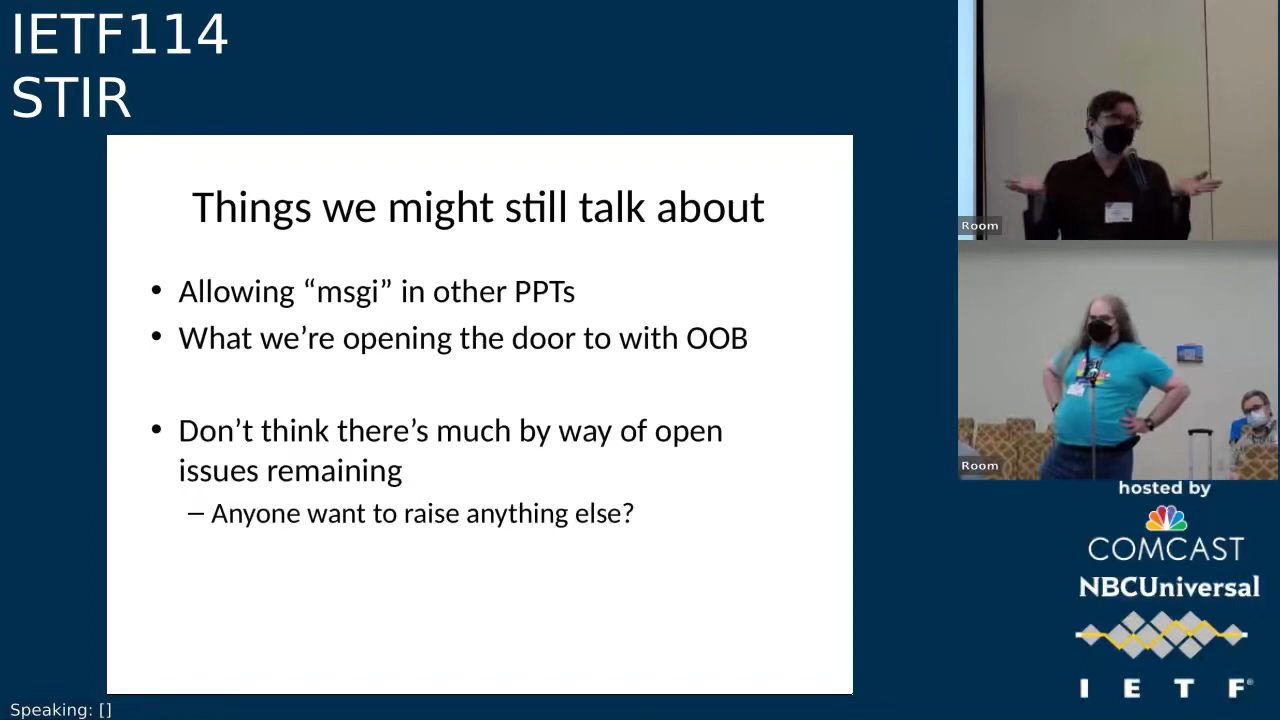 IETF114
STIR
Things we might still talk about
• Allowing “msgi” in other PPTs
• What we’re opening the door to with OOB
• Don’t think there’s much by way of open
issues remaining
– Anyone want to raise anything else?
Room
Room
hosted by
COMCAST
NBCUniversal
I E T F®
Speaking: []